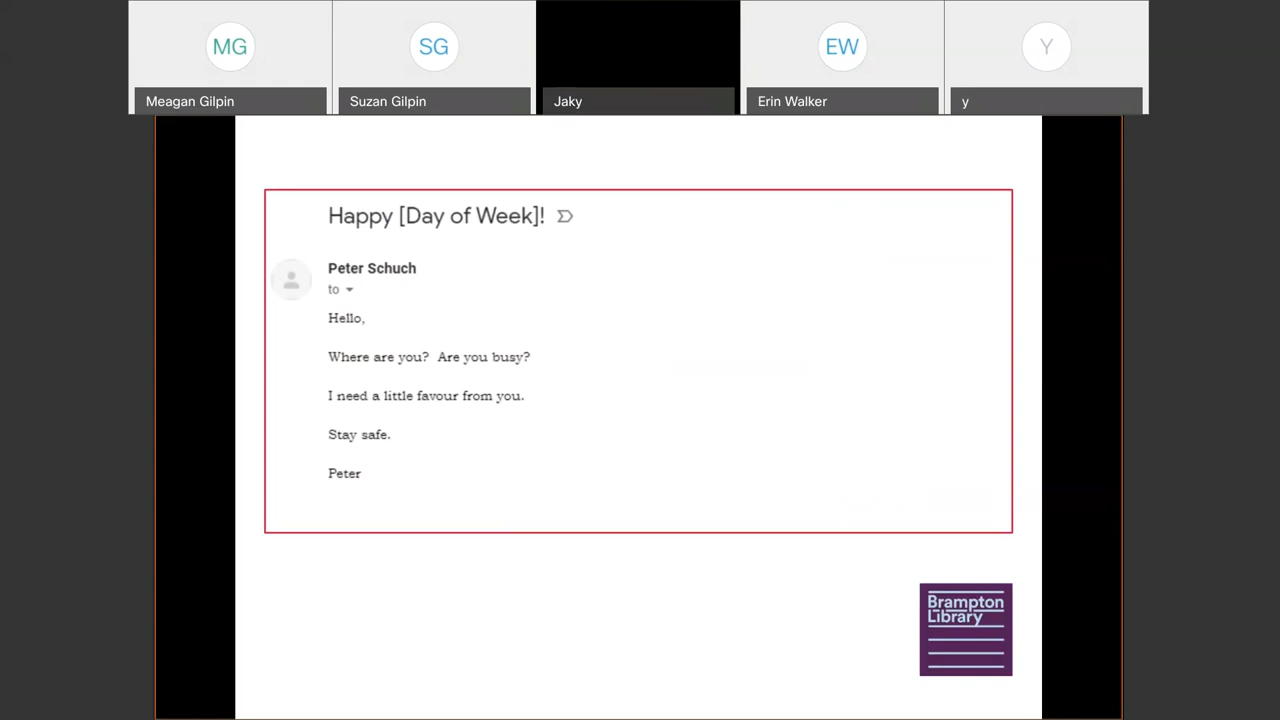 MG
SG
EW
Y
Meagan Gilpin
Suzan Gilpin
Jaky
Erin Walker
y
Happy [Day of Week]!
Peter Schuch
to
Hello,
Where are you?  Are you busy?
I need a little favour from you.
Stay safe.
Peter
Brampton
Library